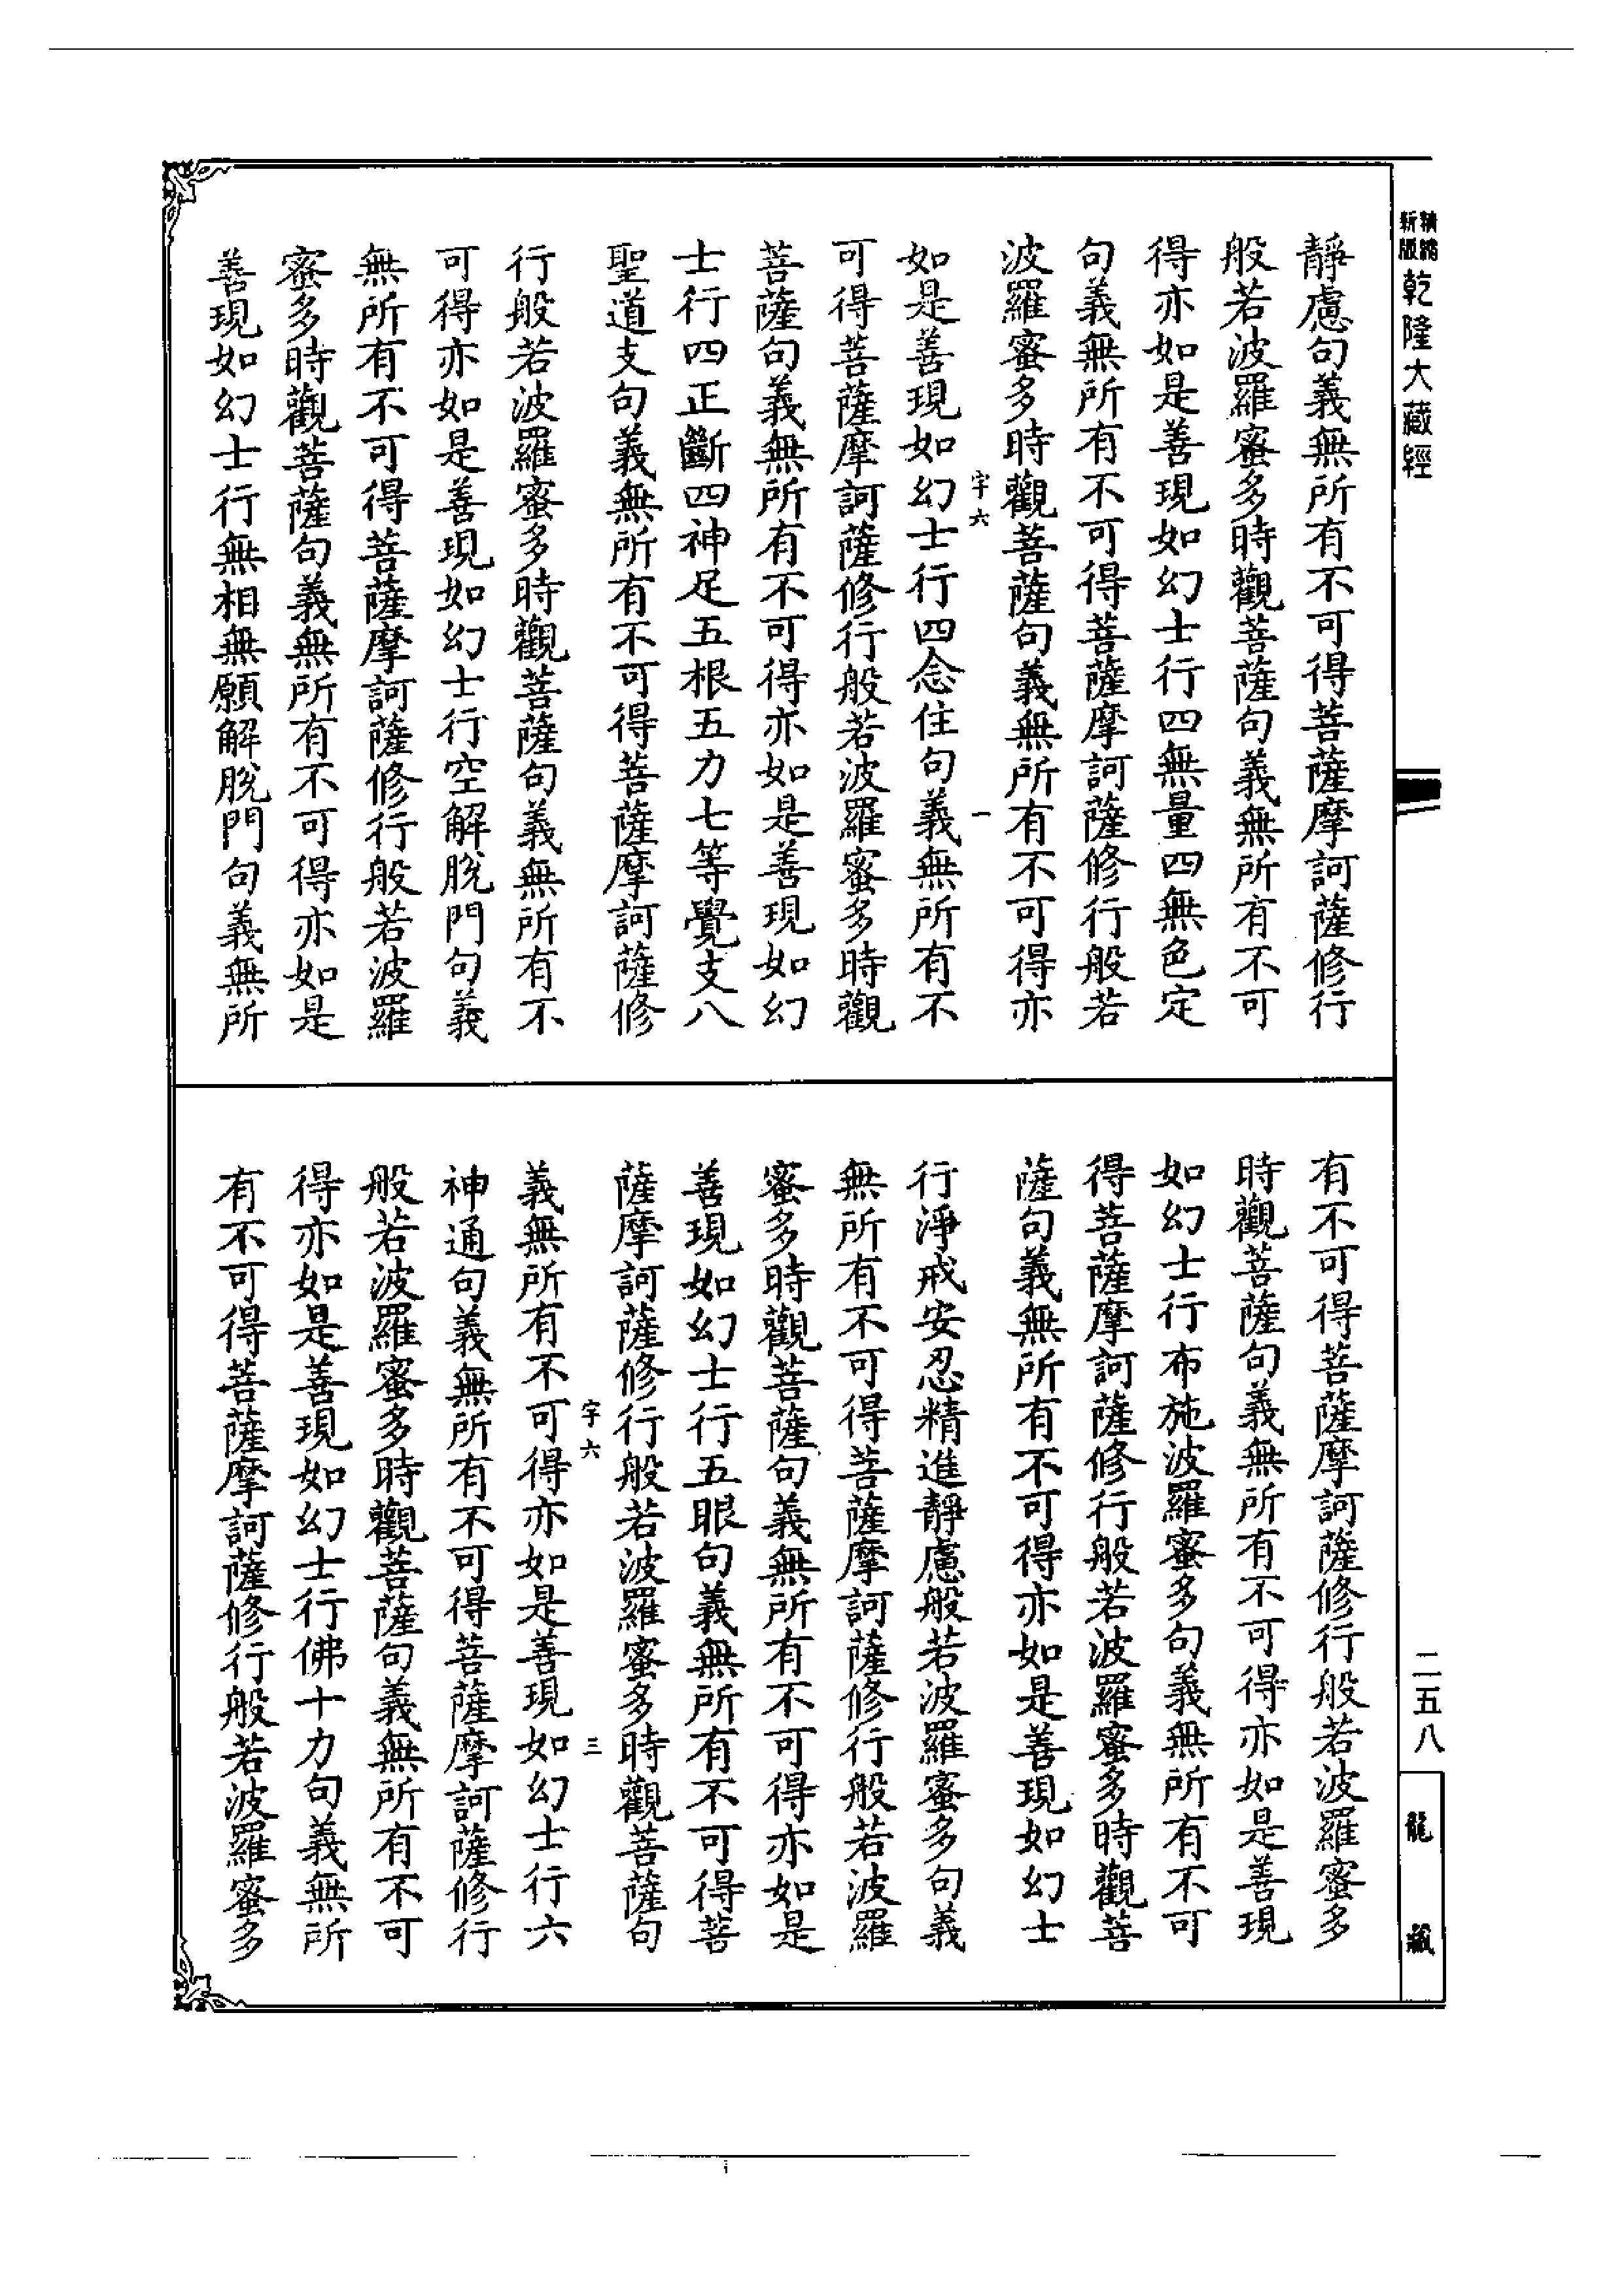 精縮
新版
乾隆大藏經
靜慮句義無所有不可得菩薩摩訶薩修行
般若波羅蜜多時觀菩薩句義無所有不可
得亦如是善現如幻士行四無量四無色定
句義無所有不可得菩薩摩訶薩修行般若
波羅蜜多時觀菩薩句義無所有不可得亦
字六 一
如是善現如幻士行四念住句義無所有不
可得菩薩摩訶薩修行般若波羅蜜多時觀
菩薩句義無所有不可得亦如是善現如幻
士行四正斷四神足五根五力七等覺支八
聖道支句義無所有不可得菩薩摩訶薩修
行般若波羅蜜多時觀菩薩句義無所有不
可得亦如是善現如幻士行空解脫門句義
無所有不可得菩薩摩訶薩修行般若波羅
蜜多時觀菩薩句義無所有不可得亦如是
善現如幻士行無相無願解脫門句義無所
有不可得菩薩摩訶薩修行般若波羅蜜多
時觀菩薩句義無所有不可得亦如是善現
如幻士行布施波羅蜜多句義無所有不可
得菩薩摩訶薩修行般若波羅蜜多時觀菩
薩句義無所有不可得亦如是善現如幻士
行淨戒安忍精進靜慮般若波羅蜜多句義
無所有不可得菩薩摩訶薩修行般若波羅
蜜多時觀菩薩句義無所有不可得亦如是
善現如幻士行五眼句義無所有不可得菩
薩摩訶薩修行般若波羅蜜多時觀菩薩句
字六 三
義無所有不可得亦如是善現如幻士行六
神通句義無所有不可得菩薩摩訶薩修行
般若波羅蜜多時觀菩薩句義無所有不可
得亦如是善現如幻士行佛十力句義無所
有不可得菩薩摩訶薩修行般若波羅蜜多
二五八
龍藏